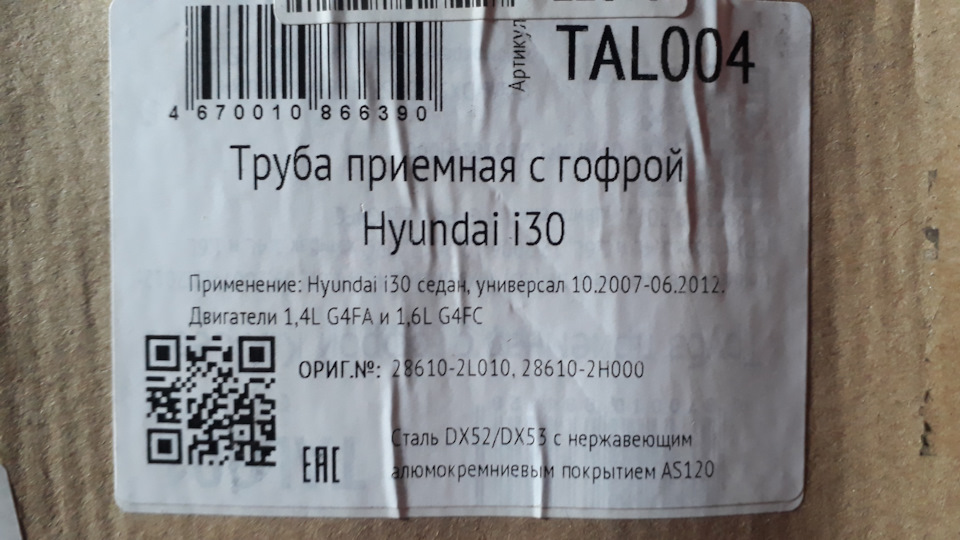 Артикул
TAL004
4 670010 866390
Труба приемная с гофрой
Hyundai i30
Применение: Hyundai i30 седан, универсал 10.2007-06.2012.
Двигатели 1,4L G4FA и 1,6L G4FC
ОРИГ.№: 28610-2L010, 28610-2H000
EAC
Сталь DX52/DX53 с нержавеющим
алюмокремниевым покрытием AS120